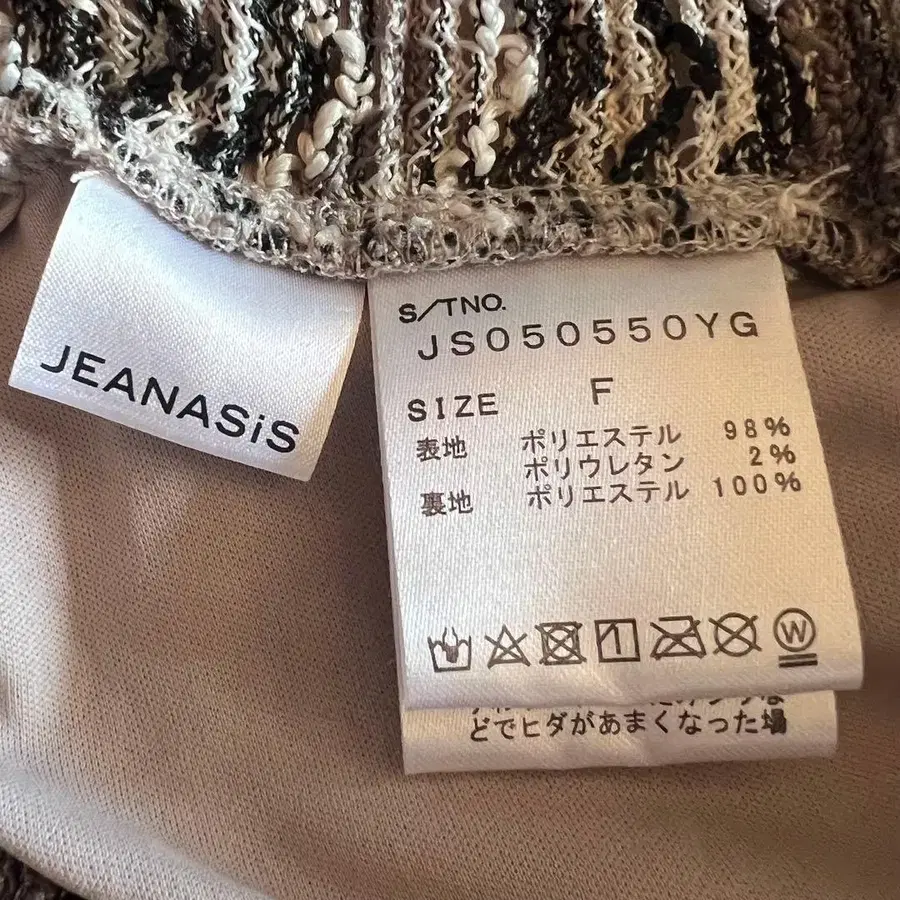 JEANASiS
S/TNO.
JS050550YG
SIZE F
表地 ポリエステル 98%
ポリウレタン 2%
裏地 ポリエステル 100%
W
どでヒダがあまくなった場